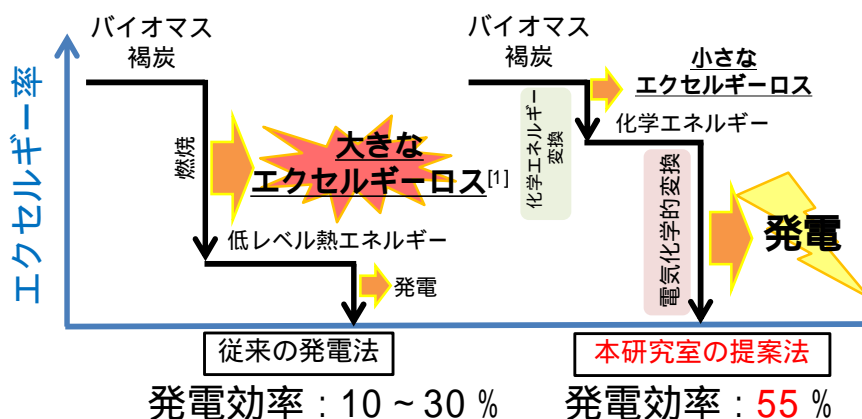 エクセルギー率
バイオマス
褐炭
燃焼
大きな
エクセルギーロス[1]
低レベル熱エネルギー
発電
従来の発電法
発電効率：10～30 %
バイオマス
褐炭
小さな
エクセルギーロス
化学エネルギー
変換
化学エネルギー
電気化学的変換
発電
本研究室の提案法
発電効率：55 %